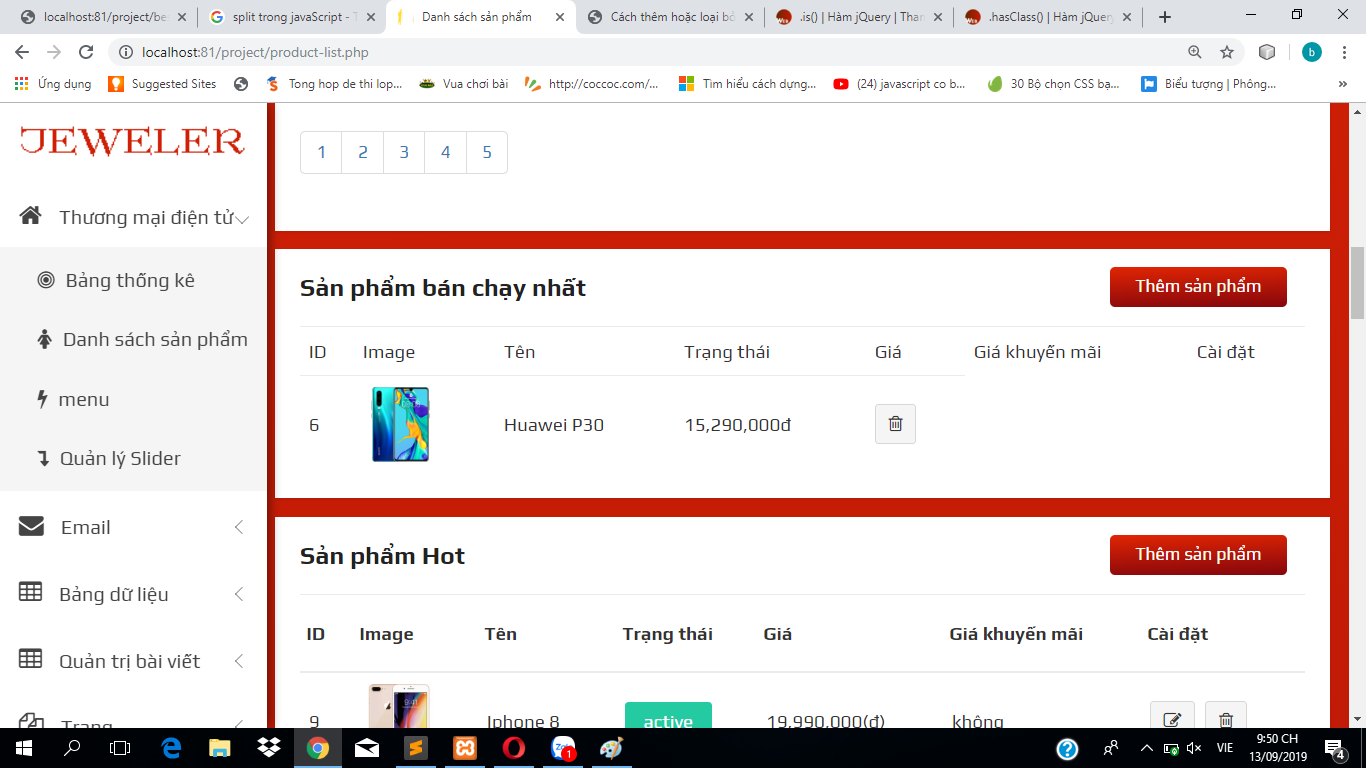 localhost:81/project/be
split trong javaScript - T
Danh sách sản phẩm
Cách thêm hoặc loại bỏ
.is() | Hàm jQuery | Than
.hasClass() | Hàm jQuery
localhost:81/project/product-list.php
b
Ứng dụng
Suggested Sites
Tong hop de thi lop...
Vua chơi bài
http://coccoc.com/...
Tìm hiểu cách dựng...
(24) javascript co b...
30 Bộ chọn CSS bạ...
Biểu tượng | Phông...
»
JEWELER
1 2 3 4 5
Thương mại điện tử
Bảng thống kê
Danh sách sản phẩm
menu
Quản lý Slider
Email
Bảng dữ liệu
Quản trị bài viết
Trang
Sản phẩm bán chạy nhất
Thêm sản phẩm
ID Image Tên Trạng thái Giá Giá khuyến mãi Cài đặt
6 Huawei P30 15,290,000đ
Sản phẩm Hot
Thêm sản phẩm
ID Image Tên Trạng thái Giá Giá khuyến mãi Cài đặt
9 Iphone 8 active 19,990,000(đ) không
Zalo
1
VIE
9:50 CH
13/09/2019
4